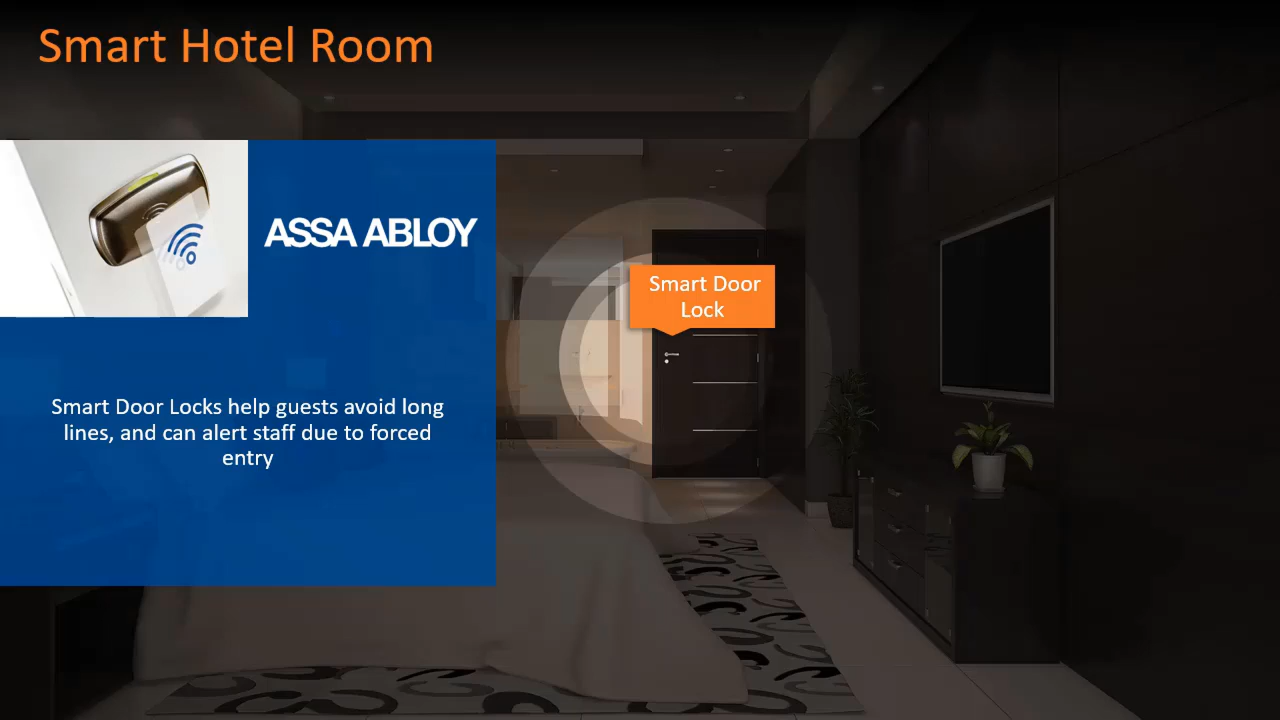 Smart Hotel Room
ASSA ABLOY
Smart Door
Lock
Smart Door Locks help guests avoid long
lines, and can alert staff due to forced
entry